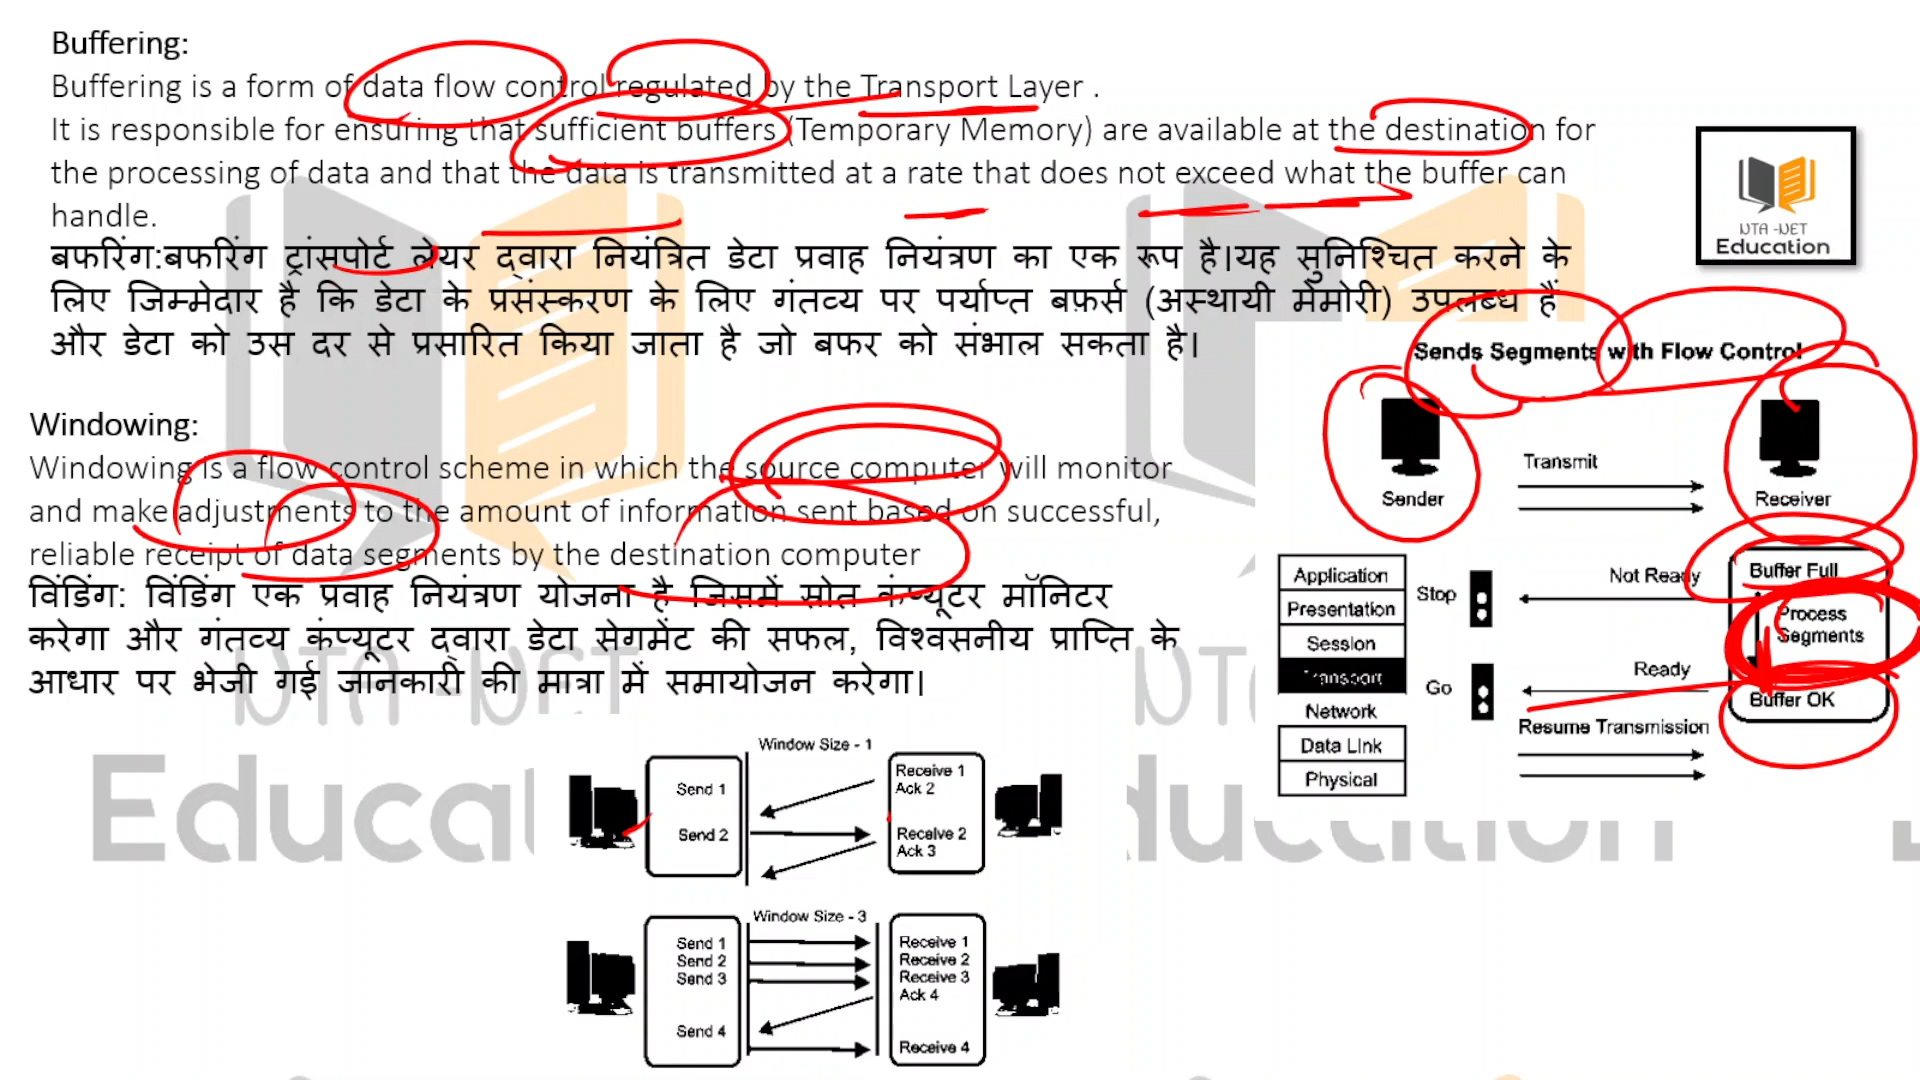 Buffering:
Buffering is a form of data flow control regulated by the Transport Layer .
It is responsible for ensuring that sufficient buffers (Temporary Memory) are available at the destination for
the processing of data and that the data is transmitted at a rate that does not exceed what the buffer can
handle.
बफरिंग:बफरिंग ट्रांसपोर्ट लेयर द्वारा नियंत्रित डेटा प्रवाह नियंत्रण का एक रूप है।यह सुनिश्चित करने के
लिए जिम्मेदार है कि डेटा के प्रसंस्करण के लिए गंतव्य पर पर्याप्त बफ़र्स (अस्थायी मेमोरी) उपलब्ध हैं
और डेटा को उस दर से प्रसारित किया जाता है जो बफर को संभाल सकता है।
Windowing:
Windowing is a flow control scheme in which the source computer will monitor
and make adjustments to the amount of information sent based on successful,
reliable receipt of data segments by the destination computer
विंडिंग: विंडिंग एक प्रवाह नियंत्रण योजना है जिसमें स्रोत कंप्यूटर मॉनिटर
करेगा और गंतव्य कंप्यूटर द्वारा डेटा सेगमेंट की सफल, विश्वसनीय प्राप्ति के
आधार पर भेजी गई जानकारी की मात्रा में समायोजन करेगा।
NTA -NET
Education
Sends Segments with Flow Control
Transmit
Sender
Receiver
Application
Presentation
Session
Transport
Network
Data Link
Physical
Stop
Go
Not Ready
Ready
Resume Transmission
Buffer Full
Process
Segments
Buffer OK
Window Size - 1
Send 1
Send 2
Receive 1
Ack 2
Receive 2
Ack 3
Window Size - 3
Send 1
Send 2
Send 3
Send 4
Receive 1
Receive 2
Receive 3
Ack 4
Receive 4